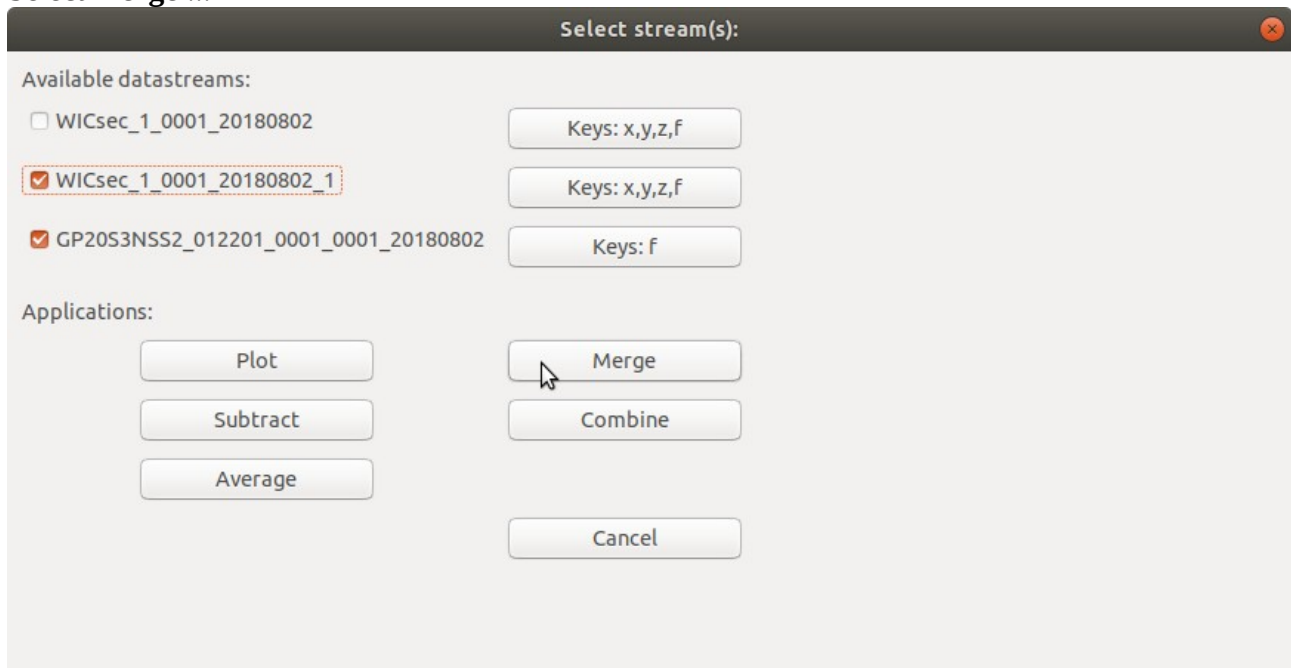 Select stream(s):
Available datastreams:
WICsec_1_0001_20180802 Keys: x,y,z,f
WICsec_1_0001_20180802_1 Keys: x,y,z,f
GP20S3NSS2_012201_0001_0001_20180802 Keys: f
Applications:
Plot Merge
Subtract Combine
Average
Cancel